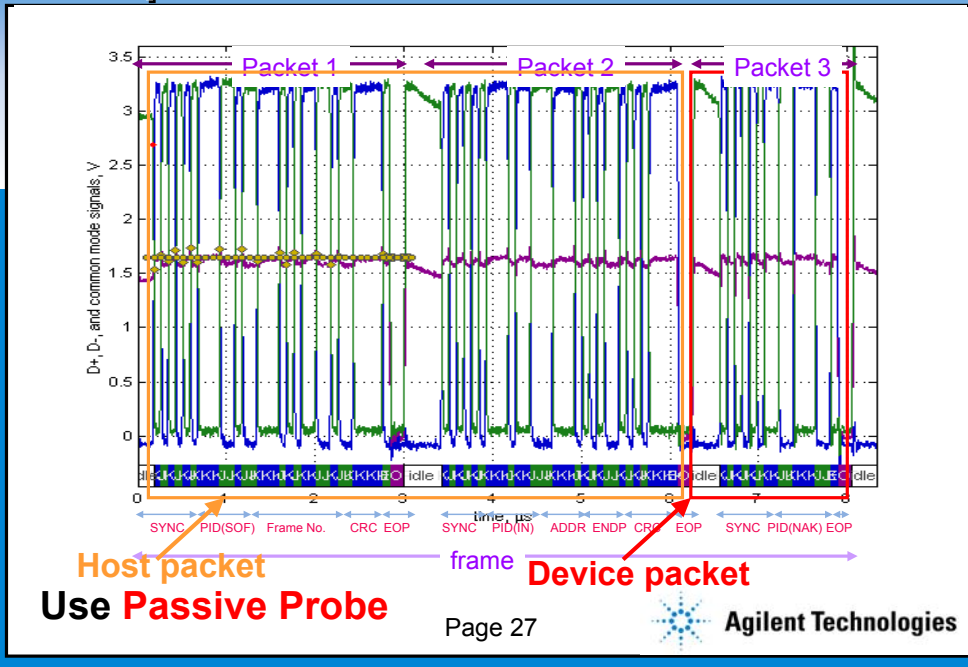 Packet 1 Packet 2 Packet 3
3.5
3
2.5
2
1.5
1
0.5
0
D+, D-, and common mode signals, V
idle idle idle
0 1 2 3 4 5 6 7 8
time, µs
SYNC PID(SOF) Frame No. CRC EOP SYNC PID(IN) ADDR ENDP CRC EOP SYNC PID(NAK) EOP
frame
Host packet Device packet
Use Passive Probe
Page 27
Agilent Technologies